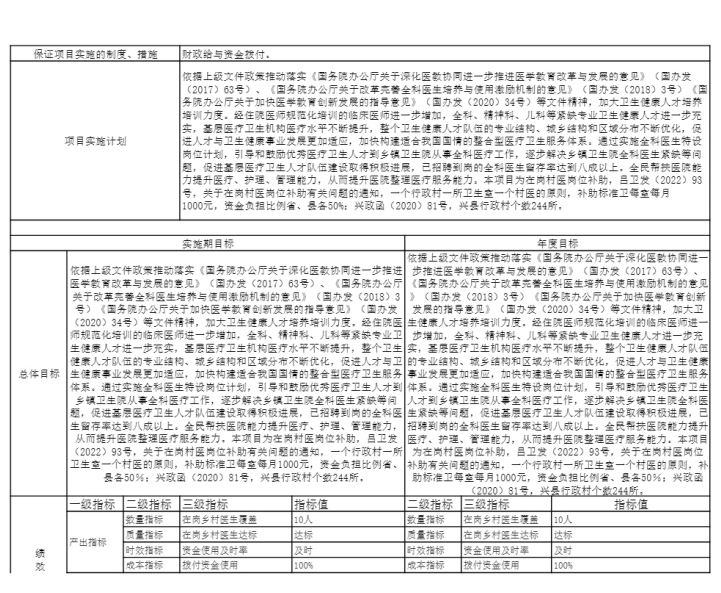 保证项目实施的制度、措施 财政给与资金拨付。
项目实施计划
依据上级文件政策推动落实《国务院办公厅关于深化医教协同进一步推进医学教育改革与发展的意见》（国办发
（2017）63号）、《国务院办公厅关于改革完善全科医生培养与使用激励机制的意见》（国办发（2018）3号）《国
务院办公厅关于加快医学教育创新发展的指导意见》（国办发（2020）34号）等文件精神，加大卫生健康人才培养
培训力度。经住院医师规范化培训的临床医师进一步增加，全科、精神科、儿科等紧缺专业卫生人才进一步充
实，基层医疗卫生机构医疗水平不断提升，整个卫生健康人才队伍的专业结构、城乡结构和区域分布不断优化，促
进人才与卫生健康事业发展更加适应，加快构建适合我国国情的整合型医疗卫生服务体系。通过实施全科医生特设
岗位计划，引导和鼓励优秀医疗卫生人才到乡镇卫生院从事全科医疗工作，逐步解决乡镇卫生院全科医生紧缺等问
题，促进基层医疗卫生人才队伍建设取得积极进展，已招聘到岗的全科医生留存率达到八成以上。全民帮扶医院能
力提升医疗、护理、管理能力，从而提升医院整理医疗服务能力。本项目为在岗村医岗位补助，吕卫发（2022）93
号，关于在岗村医岗位补助有关问题的通知，一个行政村一所卫生室一个村医的原则，补助标准卫每室每月
1000元，资金负担比例省、县各50%；兴政函（2020）81号，兴县行政村个数244所。
实施期目标 年度目标
总体目标
依据上级文件政策推动落实《国务院办公厅关于深化医教协同进一步推进
医学教育改革与发展的意见》（国办发（2017）63号）、《国务院办公厅
关于改革完善全科医生培养与使用激励机制的意见》（国办发（2018）3
号）《国务院办公厅关于加快医学教育创新发展的指导意见》（国办发
（2020）34号）等文件精神，加大卫生健康人才培养培训力度。经住院医
师规范化培训的临床医师进一步增加，全科、精神科、儿科等紧缺专业卫
生人才进一步充实，基层医疗卫生机构医疗水平不断提升，整个卫生
健康人才队伍的专业结构、城乡结构和区域分布不断优化，促进人才与卫
生健康事业发展更加适应，加快构建适合我国国情的整合型医疗卫生服务
体系。通过实施全科医生特设岗位计划，引导和鼓励优秀医疗卫生人才到
乡镇卫生院从事全科医疗工作，逐步解决乡镇卫生院全科医生紧缺等问
题，促进基层医疗卫生人才队伍建设取得积极进展，已招聘到岗的全科医
生留存率达到八成以上。全民帮扶医院能力提升医疗、护理、管理能力，
从而提升医院整理医疗服务能力。本项目为在岗村医岗位补助，吕卫发
（2022）93号，关于在岗村医岗位补助有关问题的通知，一个行政村一所
卫生室一个村医的原则，补助标准卫每室每月1000元，资金负担比例省、
县各50%；兴政函（2020）81号，兴县行政村个数244所。
依据上级文件政策推动落实《国务院办公厅关于深化医教协同进一
步推进医学教育改革与发展的意见》（国办发（2017）63号）、
《国务院办公厅关于改革完善全科医生培养与使用激励机制的意见
》（国办发（2018）3号）《国务院办公厅关于加快医学教育创新
发展的指导意见》（国办发（2020）34号）等文件精神，加大卫
生健康人才培养培训力度。经住院医师规范化培训的临床医师进一
步增加，全科、精神科、儿科等紧缺专业卫生人才进一步充
实，基层医疗卫生机构医疗水平不断提升，整个卫生健康人才队伍
的专业结构、城乡结构和区域分布不断优化，促进人才与卫生健康
事业发展更加适应，加快构建适合我国国情的整合型医疗卫生服务
体系。通过实施全科医生特设岗位计划，引导和鼓励优秀医疗卫生
人才到乡镇卫生院从事全科医疗工作，逐步解决乡镇卫生院全科医
生紧缺等问题，促进基层医疗卫生人才队伍建设取得积极进展，已
招聘到岗的全科医生留存率达到八成以上。全民帮扶医院能力提升
医疗、护理、管理能力，从而提升医院整理医疗服务能力。本项目
为在岗村医岗位补助，吕卫发（2022）93号，关于在岗村医岗位
补助有关问题的通知，一个行政村一所卫生室一个村医的原则，补
助标准卫每室每月1000元，资金负担比例省、县各50%；兴政函
（2020）81号，兴县行政村个数244所。
绩
效
一级指标 二级指标 三级指标 指标值 二级指标 三级指标 指标值
产出指标
数量指标 在岗乡村医生覆盖 10人 数量指标 在岗乡村医生覆盖 10人
质量指标 在岗乡村医生达标 达标 质量指标 在岗乡村医生达标 达标
时效指标 资金使用及时率 及时 时效指标 资金使用及时率 及时
成本指标 拨付资金使用 100% 成本指标 拨付资金使用 100%